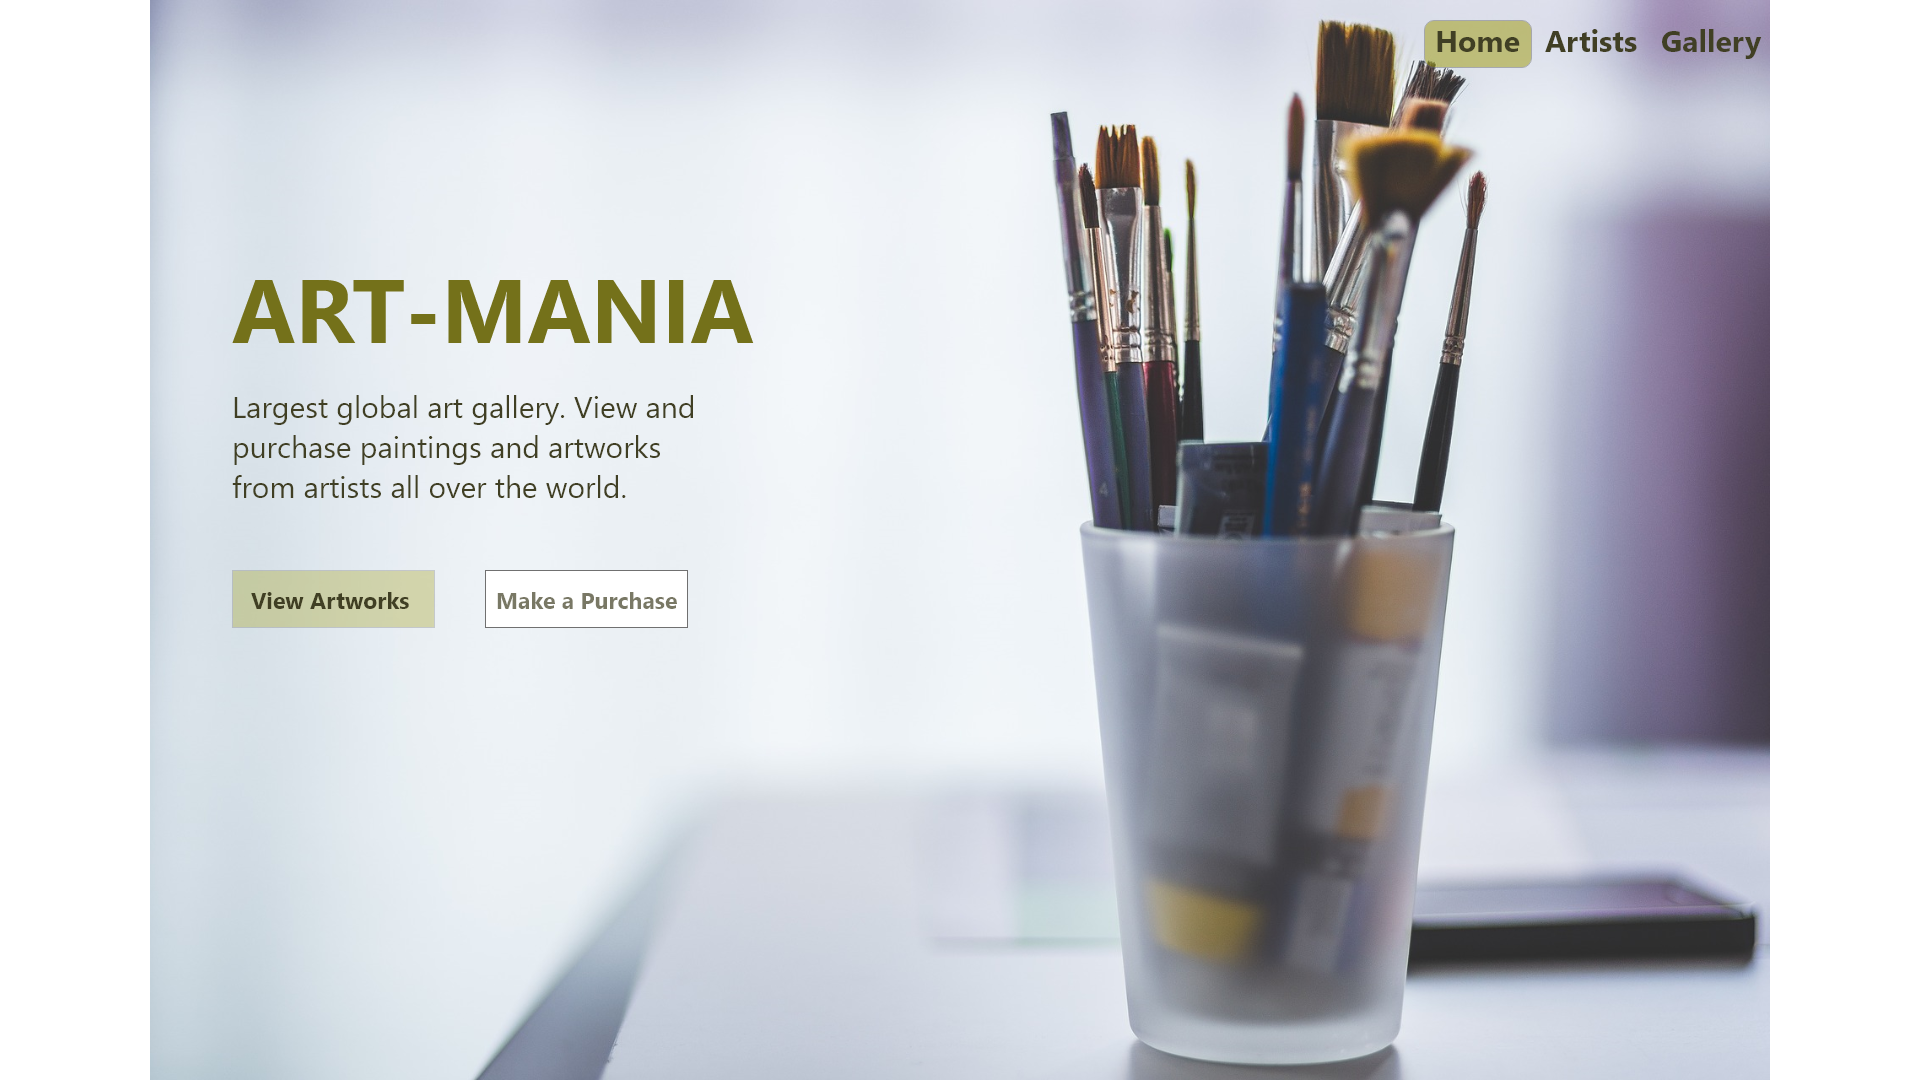 Home Artists Gallery
ART-MANIA
Largest global art gallery. View and
purchase paintings and artworks
from artists all over the world.
View Artworks Make a Purchase
4